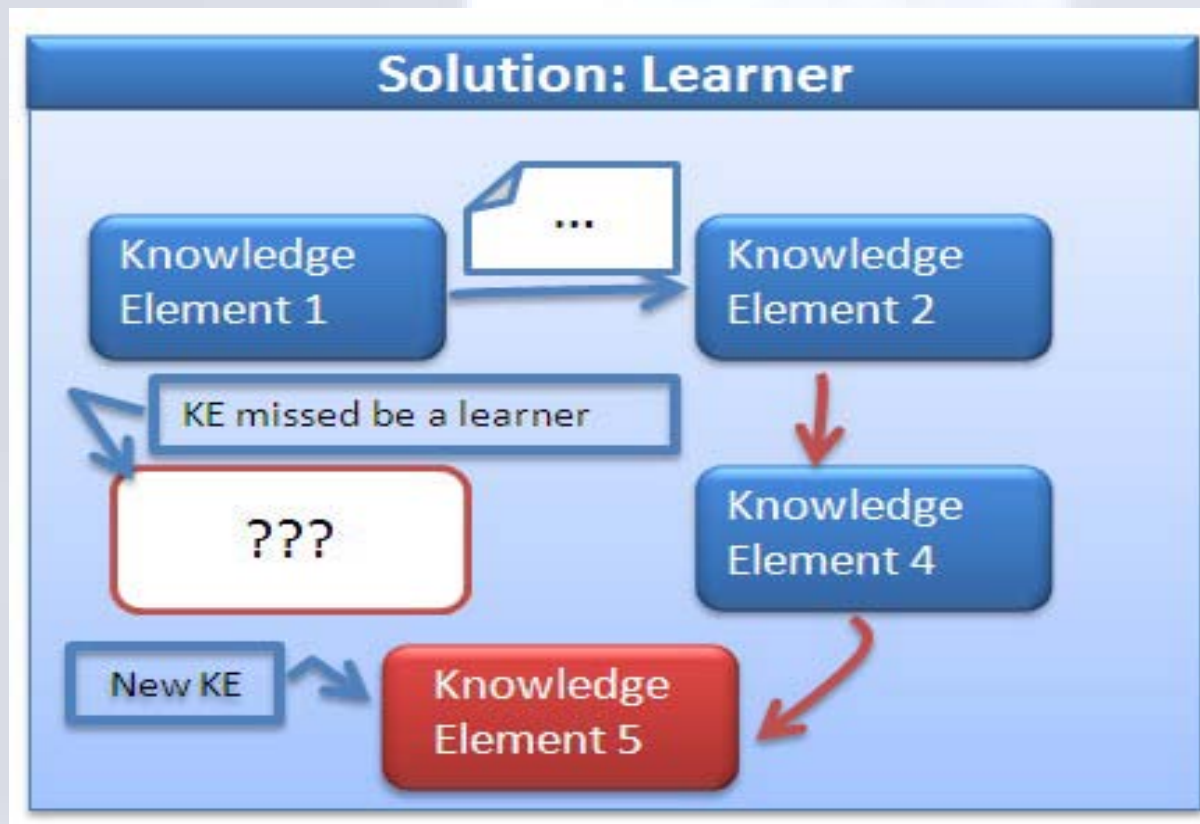 Solution: Learner
...
Knowledge
Element 1
Knowledge
Element 2
KE missed be a learner
???
Knowledge
Element 4
New KE
Knowledge
Element 5